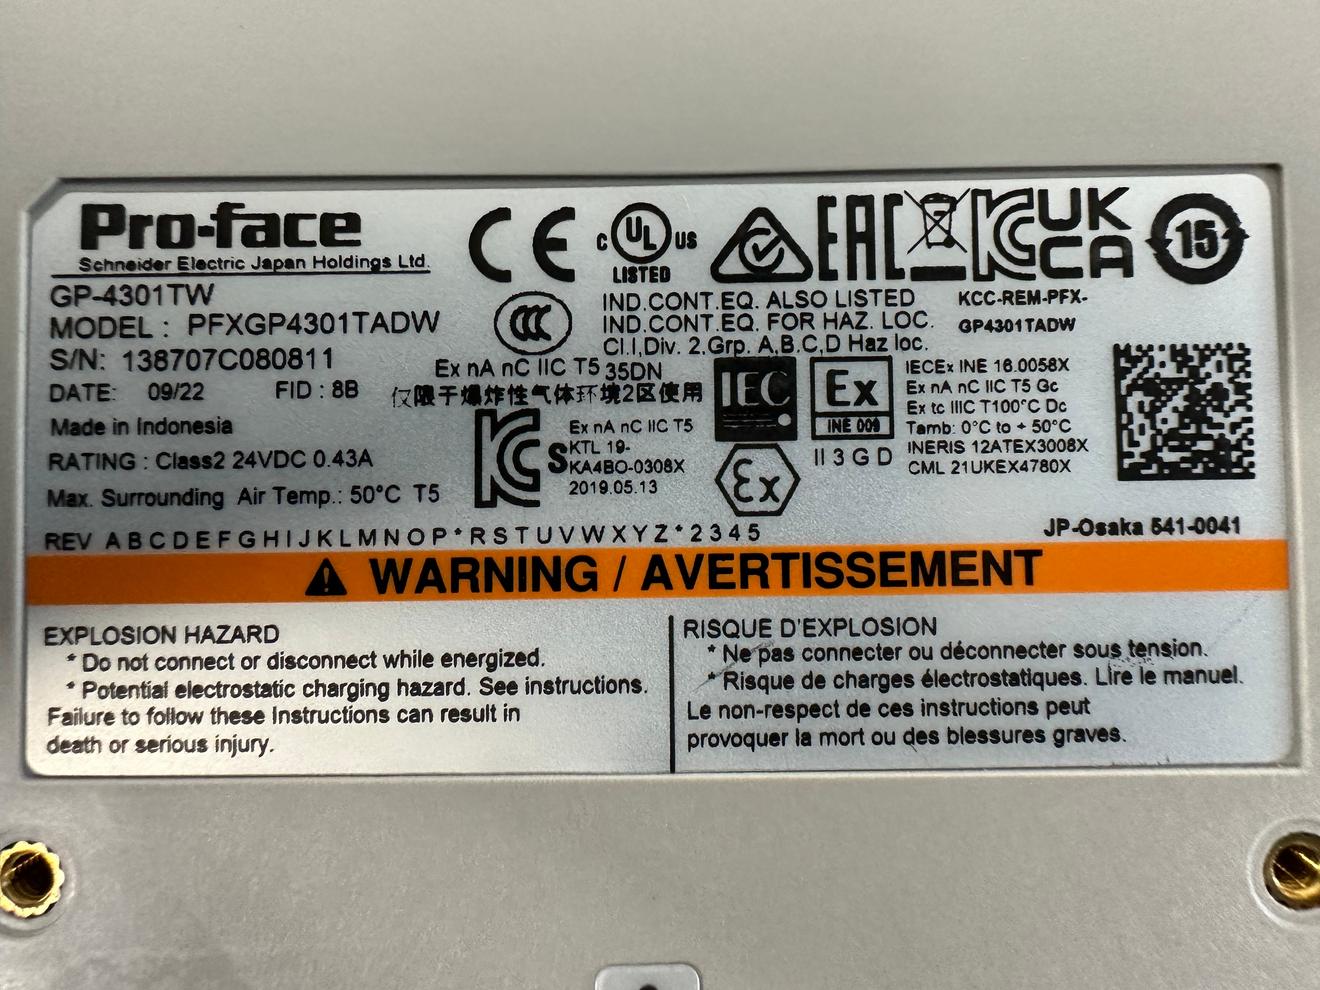 Pro-face
Schneider Electric Japan Holdings Ltd.
GP-4301TW
MODEL : PFXGP4301TADW
S/N: 138707C080811
DATE: 09/22 FID : 8B
Made in Indonesia
RATING : Class2 24VDC 0.43A
Max. Surrounding Air Temp.: 50°C T5
REV A B C D E F G H I J K L M N O P * R S T U V W X Y Z * 2 3 4 5
CE
C UL US
LISTED
EAC
UK
CA
15
CCC
IND.CONT.EQ. ALSO LISTED
IND.CONT.EQ. FOR HAZ. LOC.
Cl.I,Div. 2,Grp. A,B,C,D Haz loc.
35DN
KCC-REM-PFX-
GP4301TADW
Ex nA nC IIC T5
仅限于爆炸性气体环境2区使用
KCs
Ex nA nC IIC T5
KTL 19-
KA4BO-0308X
2019.05.13
IEC
Ex
INE 009
Ex
II 3 G D
IECEx INE 16.0058X
Ex nA nC IIC T5 Gc
Ex tc IIIC T100°C Dc
Tamb: 0°C to + 50°C
INERIS 12ATEX3008X
CML 21UKEX4780X
JP-Osaka 541-0041
WARNING / AVERTISSEMENT
EXPLOSION HAZARD
* Do not connect or disconnect while energized.
* Potential electrostatic charging hazard. See instructions.
Failure to follow these Instructions can result in
death or serious injury.
RISQUE D'EXPLOSION
* Ne pas connecter ou déconnecter sous tension.
* Risque de charges électrostatiques. Lire le manuel.
Le non-respect de ces instructions peut
provoquer la mort ou des blessures graves.